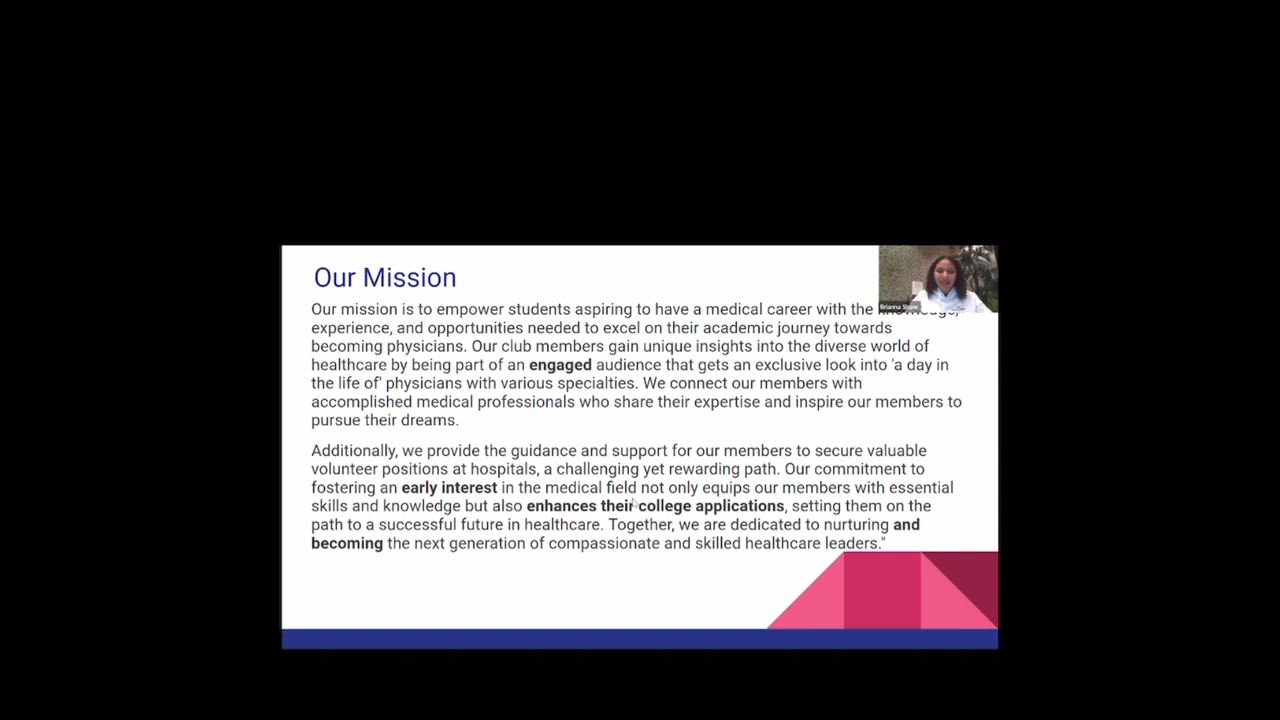 Our Mission
Our mission is to empower students aspiring to have a medical career with the knowledge,
experience, and opportunities needed to excel on their academic journey towards
becoming physicians. Our club members gain unique insights into the diverse world of
healthcare by being part of an engaged audience that gets an exclusive look into 'a day in
the life of' physicians with various specialties. We connect our members with
accomplished medical professionals who share their expertise and inspire our members to
pursue their dreams.
Additionally, we provide the guidance and support for our members to secure valuable
volunteer positions at hospitals, a challenging yet rewarding path. Our commitment to
fostering an early interest in the medical field not only equips our members with essential
skills and knowledge but also enhances their college applications, setting them on the
path to a successful future in healthcare. Together, we are dedicated to nurturing and
becoming the next generation of compassionate and skilled healthcare leaders."
Brianna